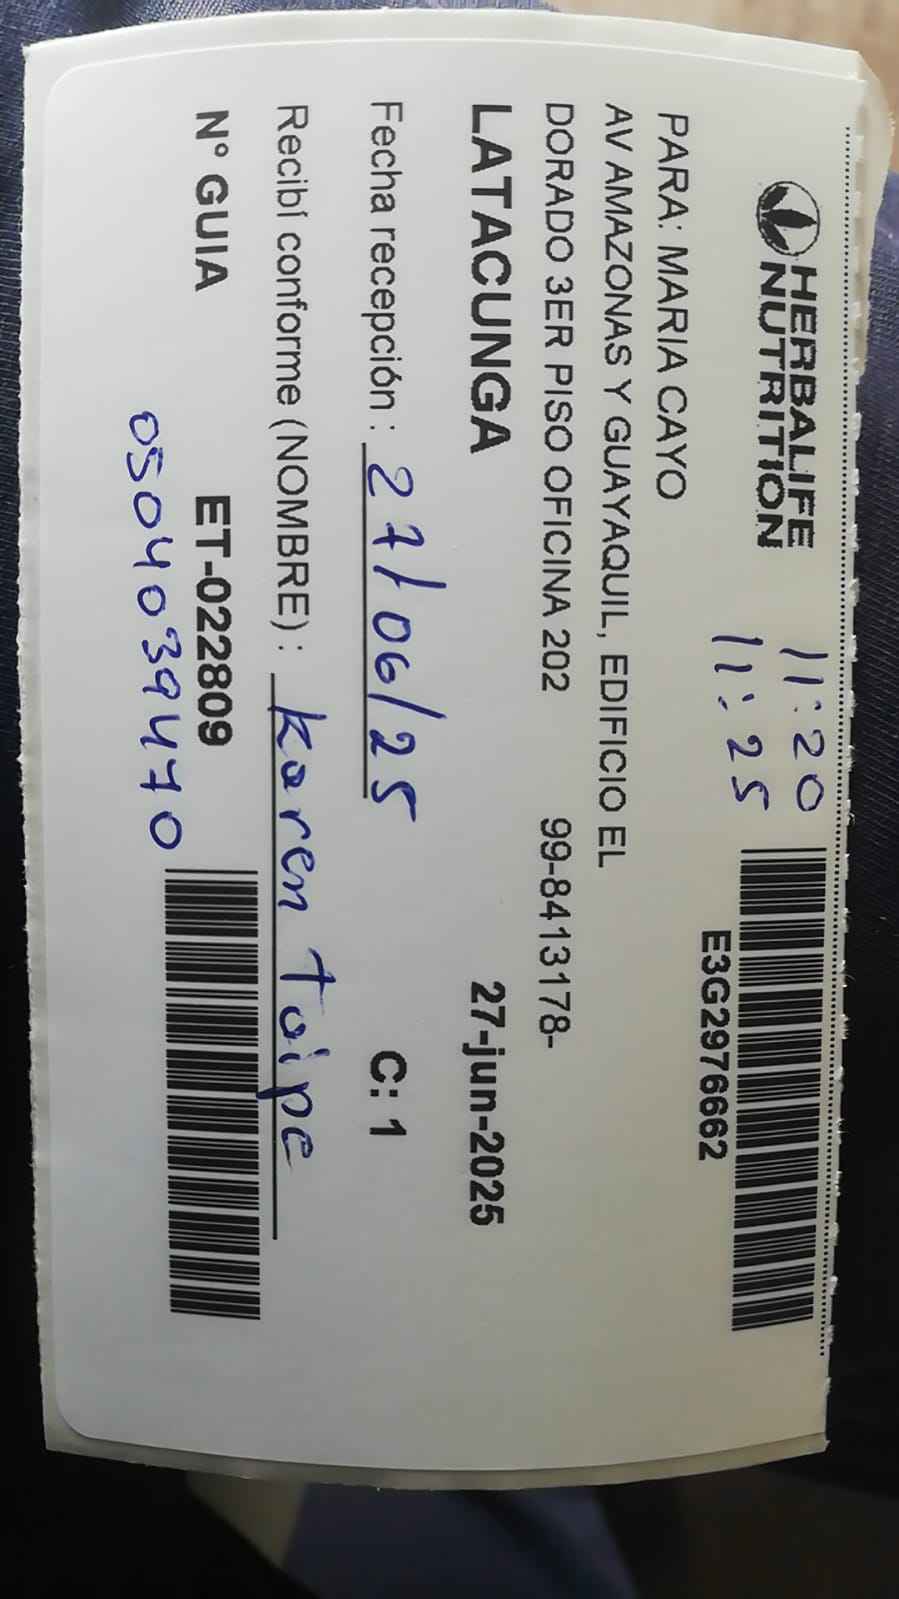 HERBALIFE
NUTRITION
11:20
11:25
E3G2976662
PARA: MARIA CAYO
AV AMAZONAS Y GUAYAQUIL, EDIFICIO EL
DORADO 3ER PISO OFICINA 202 99-8413178-
LATACUNGA 27-jun-2025
Fecha recepción : 27/06/25 C: 1
Recibí conforme (NOMBRE) : Karen toipe
N° GUIA ET-022809
0504039470